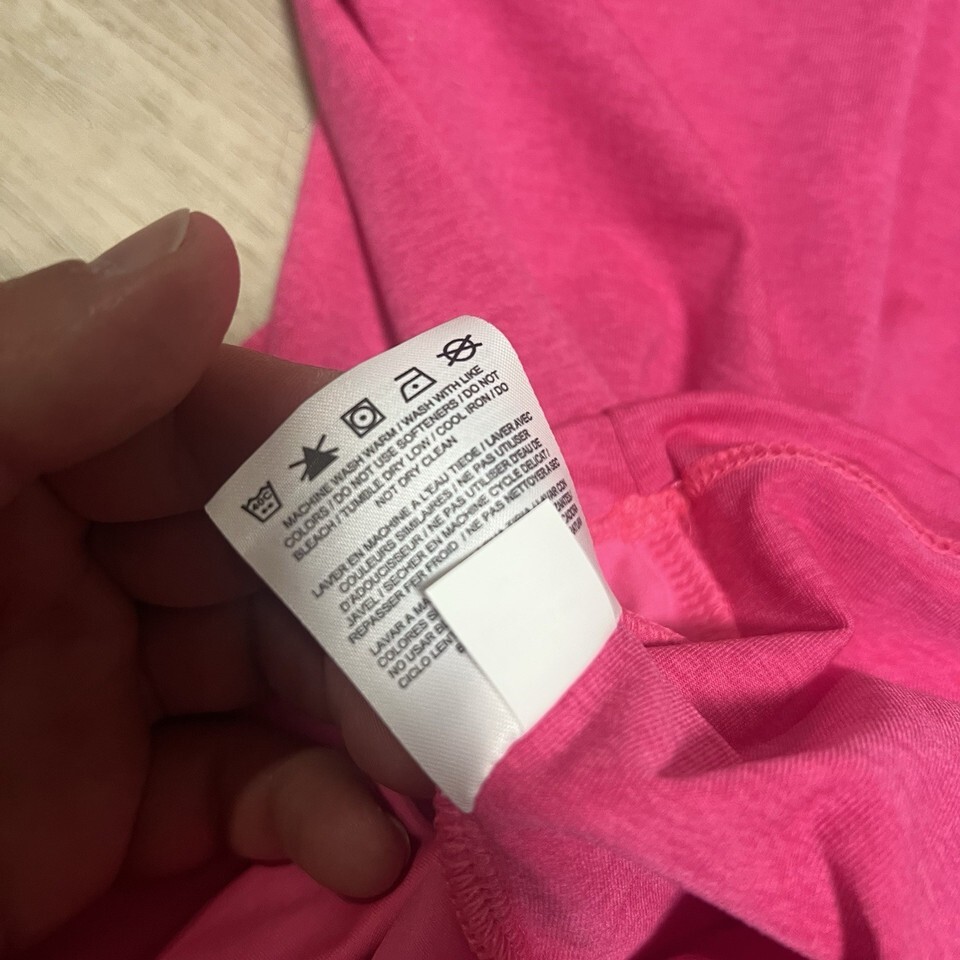 40C
MACHINE WASH WARM / WASH WITH LIKE
COLORS / DO NOT USE SOFTENERS / DO NOT
BLEACH / TUMBLE DRY LOW / COOL IRON / DO
NOT DRY CLEAN
LAVER EN MACHINE A L'EAU TIEDE / LAVER AVEC
COULEURS SIMILAIRES / NE PAS UTILISER
D'ADOUCISSEUR / NE PAS UTILISER D'EAU DE
JAVEL / SECHER EN MACHINE CYCLE DELICAT /
REPASSER FER FROID / NE PAS NETTOYER A SEC
LAVAR A
COLORES
NO USAR
CICLO